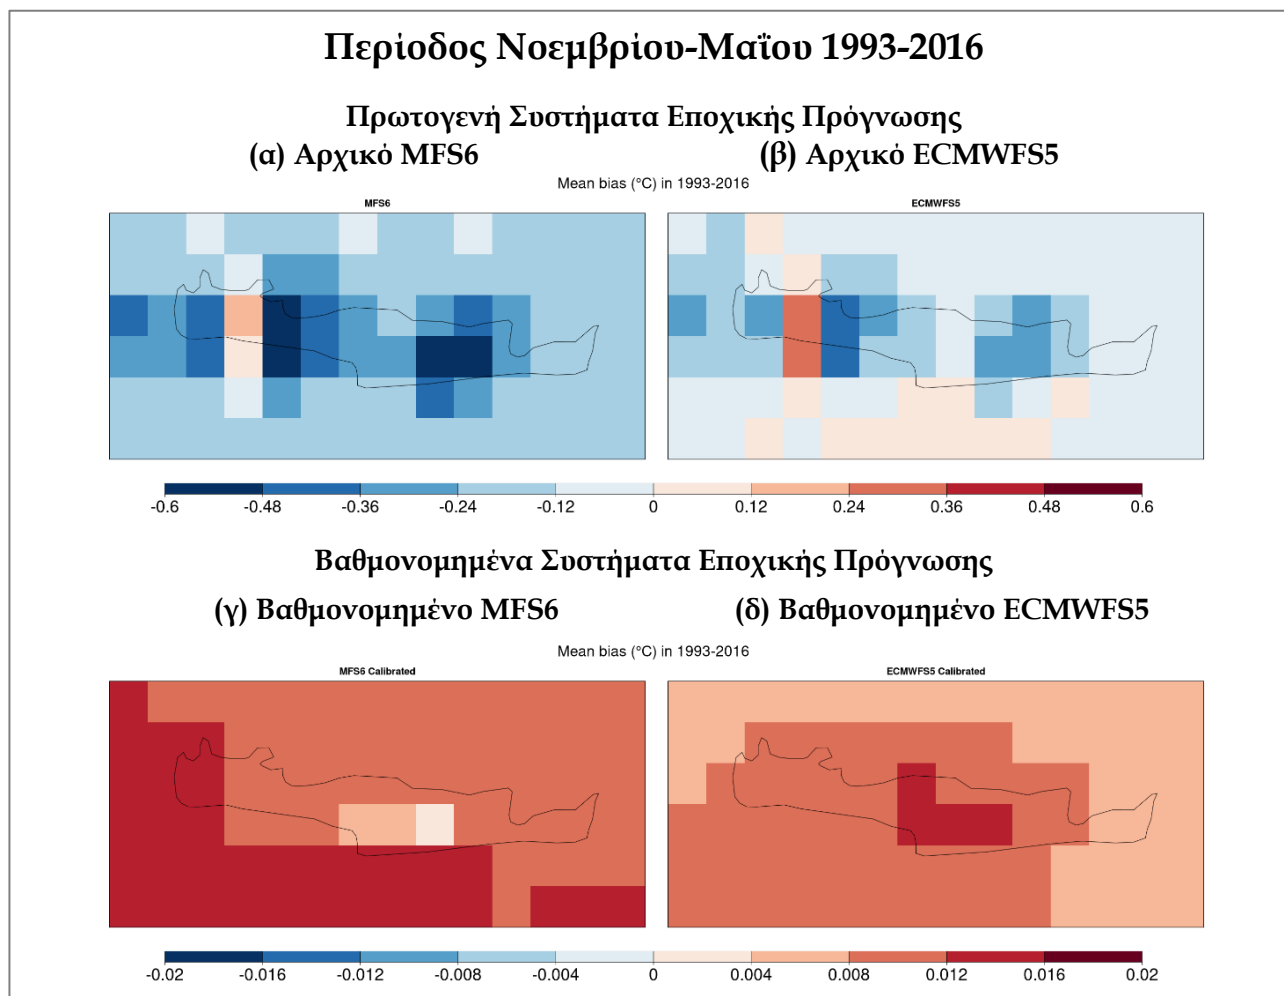 Περίοδος Νοεμβρίου-Μαΐου 1993-2016
Πρωτογενή Συστήματα Εποχικής Πρόγνωσης
(α) Αρχικό MFS6 (β) Αρχικό ECMWFS5
Mean bias (°C) in 1993-2016
MFS6 ECMWFS5
-0.6 -0.48 -0.36 -0.24 -0.12 0 0.12 0.24 0.36 0.48 0.6
Βαθμονομημένα Συστήματα Εποχικής Πρόγνωσης
(γ) Βαθμονομημένο MFS6 (δ) Βαθμονομημένο ECMWFS5
Mean bias (°C) in 1993-2016
MFS6 Calibrated ECMWFS5 Calibrated
-0.02 -0.016 -0.012 -0.008 -0.004 0 0.004 0.008 0.012 0.016 0.02